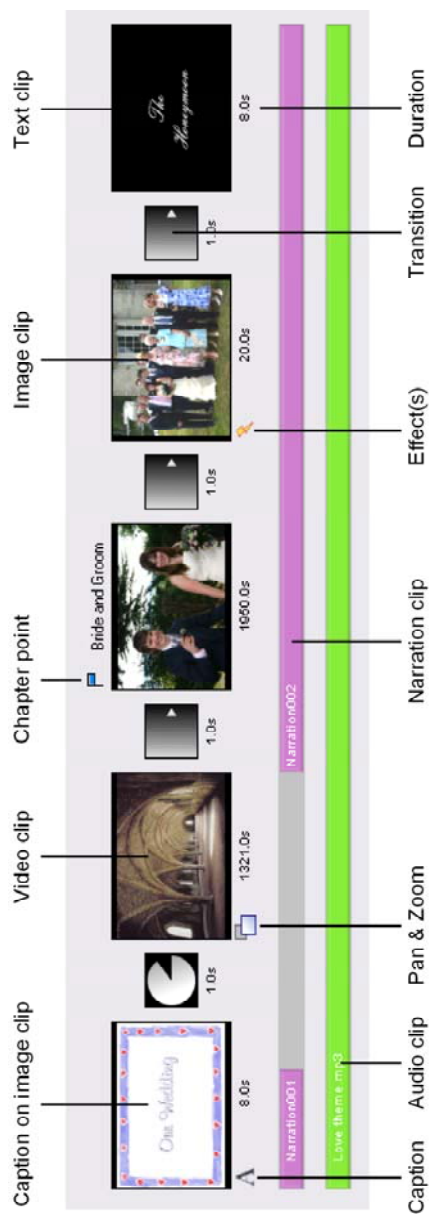 Caption on image clip
Video clip
Chapter point
Image clip
Text clip
Bride and Groom
Our Wedding
The
Honeymoon
8.0s
1.0s
1321.0s
1.0s
1960.0s
1.0s
20.0s
1.0s
8.0s
A
Narration001
Narration002
Love theme.mp3
Caption
Audio clip
Pan & Zoom
Narration clip
Effect(s)
Transition
Duration